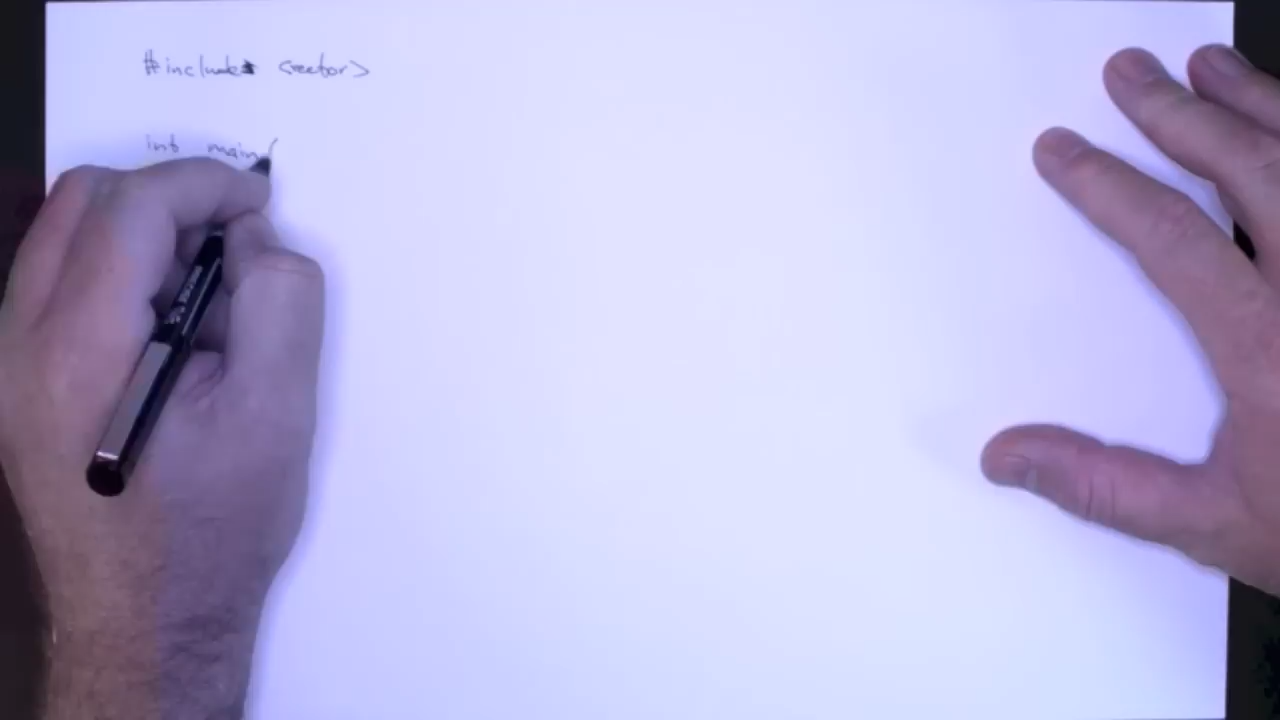 #include <vector>
int main(